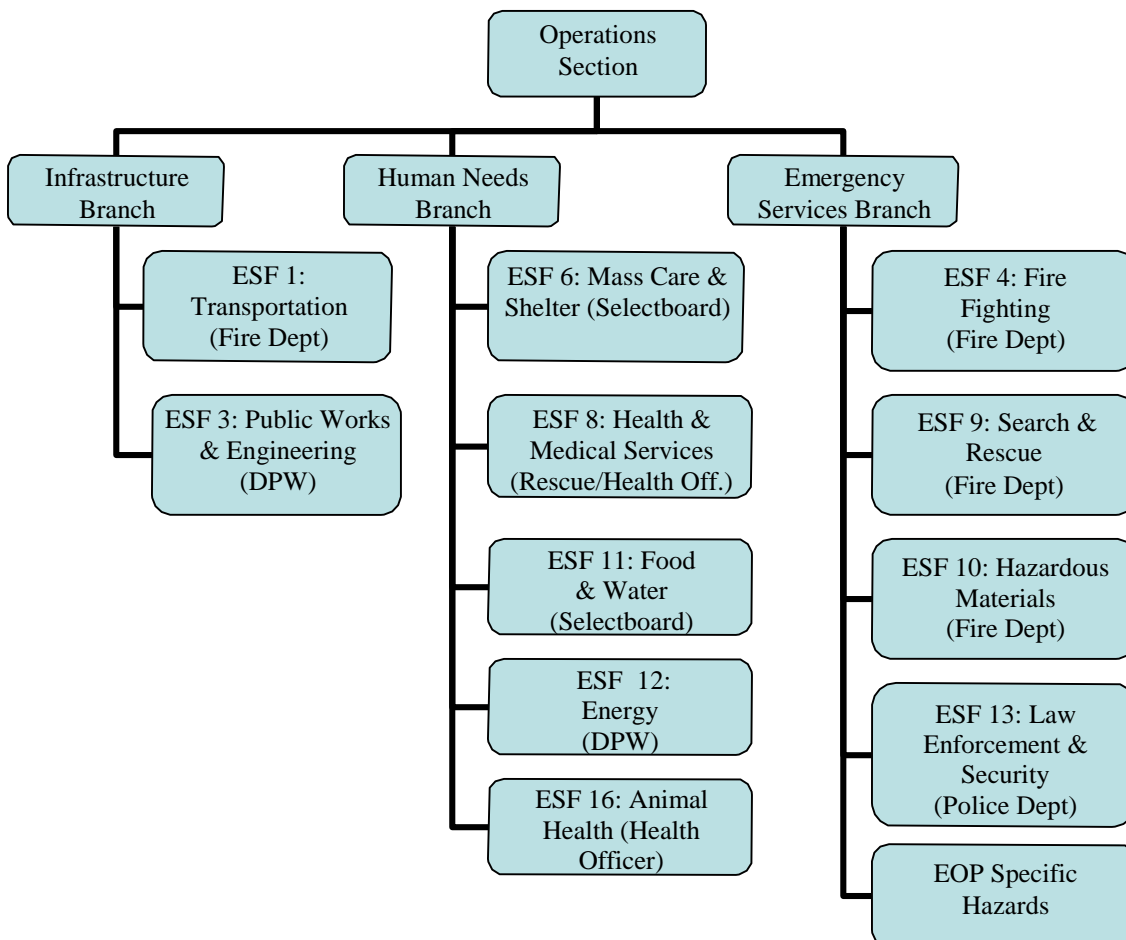 Operations
Section
Infrastructure
Branch
Human Needs
Branch
Emergency
Services Branch
ESF 1:
Transportation
(Fire Dept)
ESF 3: Public Works
& Engineering
(DPW)
ESF 6: Mass Care &
Shelter (Selectboard)
ESF 8: Health &
Medical Services
(Rescue/Health Off.)
ESF 11: Food
& Water
(Selectboard)
ESF 12:
Energy
(DPW)
ESF 16: Animal
Health (Health
Officer)
ESF 4: Fire
Fighting
(Fire Dept)
ESF 9: Search &
Rescue
(Fire Dept)
ESF 10: Hazardous
Materials
(Fire Dept)
ESF 13: Law
Enforcement &
Security
(Police Dept)
EOP Specific
Hazards